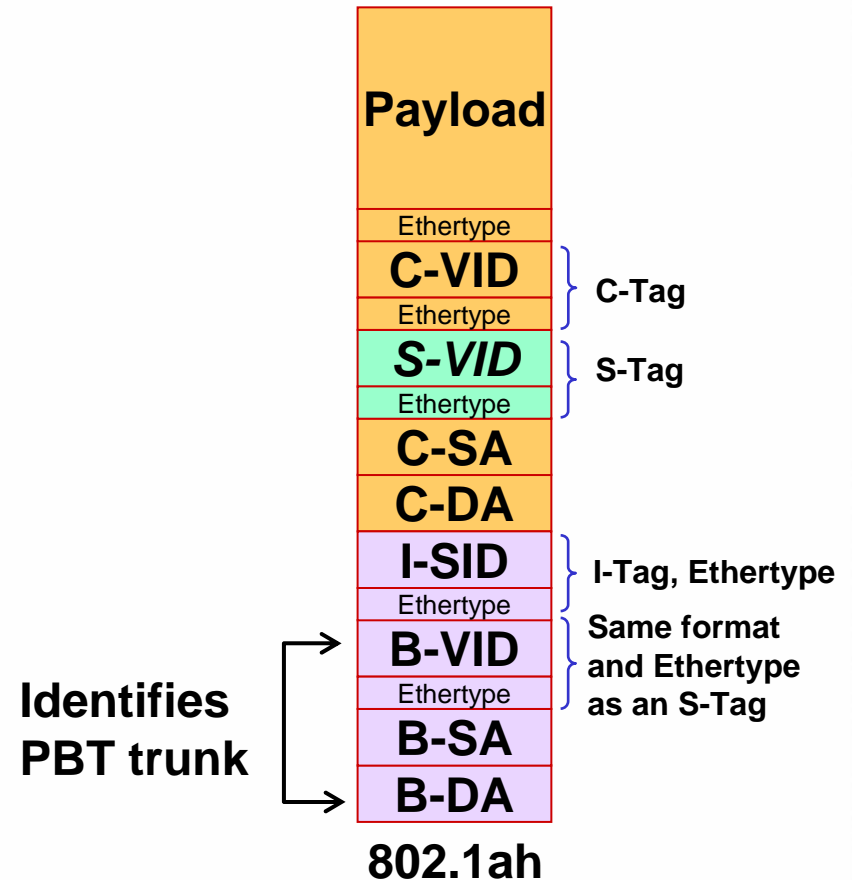 Payload
Ethertype
C-VID
Ethertype
C-Tag
S-VID
Ethertype
S-Tag
C-SA
C-DA
I-SID
Ethertype
I-Tag, Ethertype
B-VID
Ethertype
Same format
and Ethertype
as an S-Tag
B-SA
B-DA
Identifies
PBT trunk
802.1ah